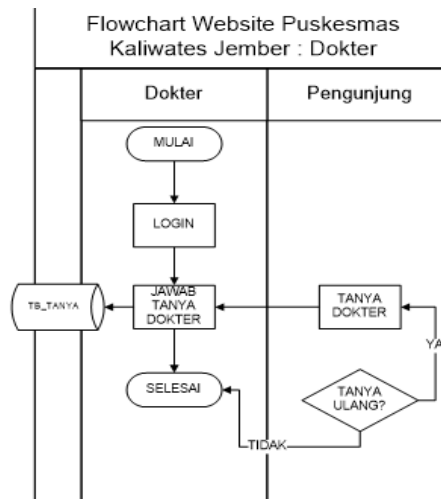 Flowchart Website Puskesmas
Kaliwates Jember : Dokter
Dokter
Pengunjung
MULAI
LOGIN
TB_TANYA
JAWAB
TANYA
DOKTER
TANYA
DOKTER
YA
SELESAI
TANYA
ULANG?
TIDAK